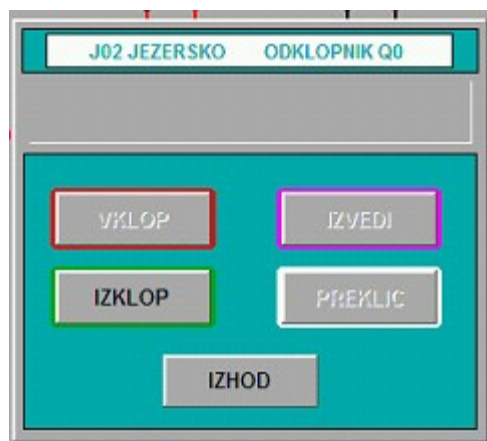 J02 JEZERSKO ODKLOPNIK Q0
VKLOP IZVEDI
IZKLOP PREKLIC
IZHOD